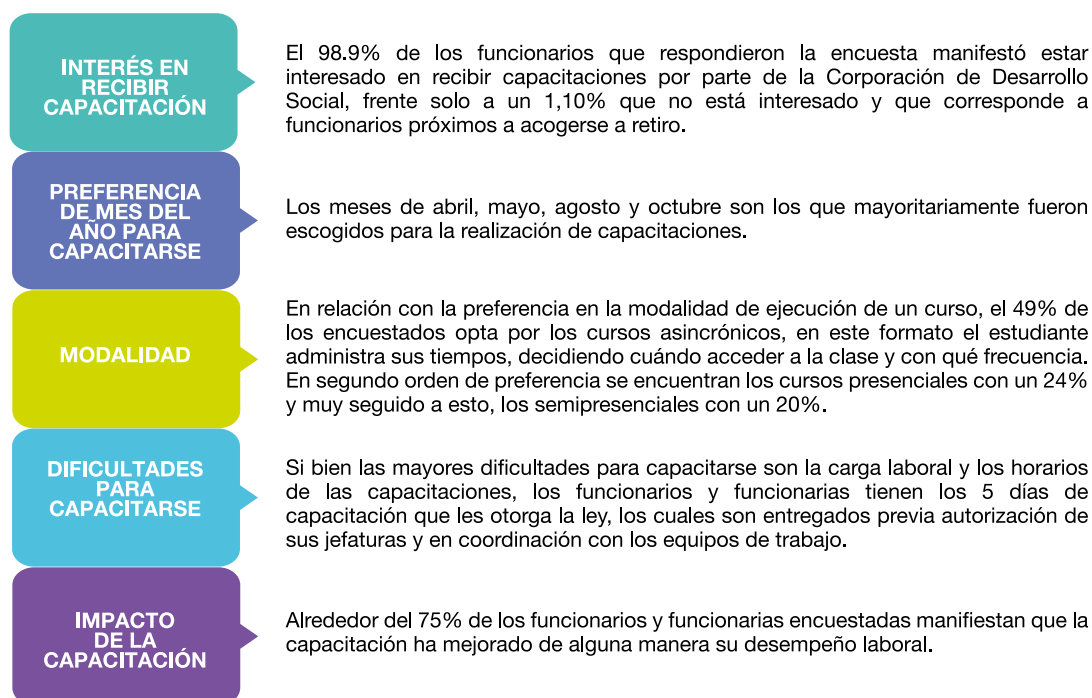 INTERÉS EN
RECIBIR
CAPACITACIÓN
El 98.9% de los funcionarios que respondieron la encuesta manifestó estar
interesado en recibir capacitaciones por parte de la Corporación de Desarrollo
Social, frente solo a un 1,10% que no está interesado y que corresponde a
funcionarios próximos a acogerse a retiro.
PREFERENCIA
DE MES DEL
AÑO PARA
CAPACITARSE
Los meses de abril, mayo, agosto y octubre son los que mayoritariamente fueron
escogidos para la realización de capacitaciones.
MODALIDAD
En relación con la preferencia en la modalidad de ejecución de un curso, el 49% de
los encuestados opta por los cursos asincrónicos, en este formato el estudiante
administra sus tiempos, decidiendo cuándo acceder a la clase y con qué frecuencia.
En segundo orden de preferencia se encuentran los cursos presenciales con un 24%
y muy seguido a esto, los semipresenciales con un 20%.
DIFICULTADES
PARA
CAPACITARSE
Si bien las mayores dificultades para capacitarse son la carga laboral y los horarios
de las capacitaciones, los funcionarios y funcionarias tienen los 5 días de
capacitación que les otorga la ley, los cuales son entregados previa autorización de
sus jefaturas y en coordinación con los equipos de trabajo.
IMPACTO
DE LA
CAPACITACIÓN
Alrededor del 75% de los funcionarios y funcionarias encuestadas manifiestan que la
capacitación ha mejorado de alguna manera su desempeño laboral.